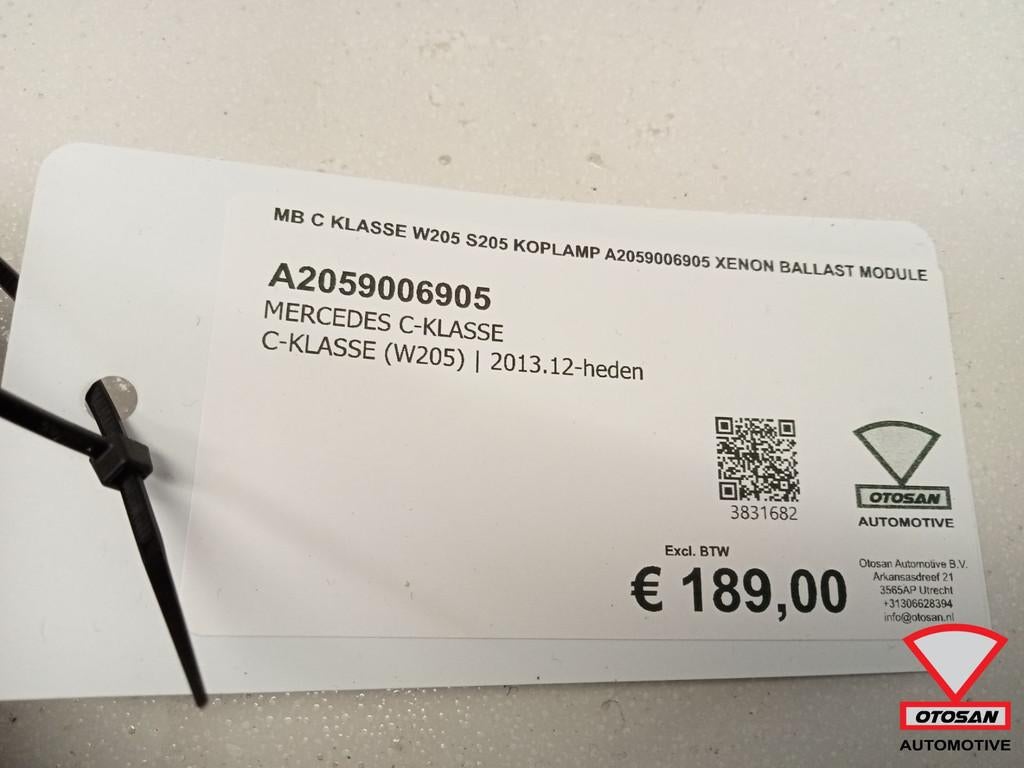 MB C KLASSE W205 S205 KOPLAMP A2059006905 XENON BALLAST MODULE
A2059006905
MERCEDES C-KLASSE
C-KLASSE (W205) | 2013.12-heden
3831682
OTOSAN
AUTOMOTIVE
Excl. BTW
€ 189,00
Otosan Automotive B.V.
Arkansasdreef 21
3565AP Utrecht
+31306628394
info@otosan.nl
OTOSAN
AUTOMOTIVE